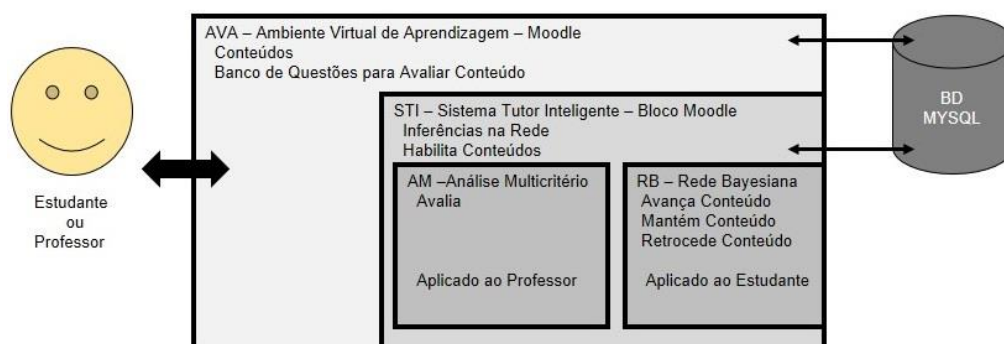 AVA – Ambiente Virtual de Aprendizagem – Moodle
Conteúdos
Banco de Questões para Avaliar Conteúdo
BD
MYSQL
STI – Sistema Tutor Inteligente – Bloco Moodle
Inferências na Rede
Habilita Conteúdos
AM –Análise Multicritério
Avalia
Aplicado ao Professor
RB – Rede Bayesiana
Avança Conteúdo
Mantém Conteúdo
Retrocede Conteúdo
Aplicado ao Estudante
Estudante
ou
Professor